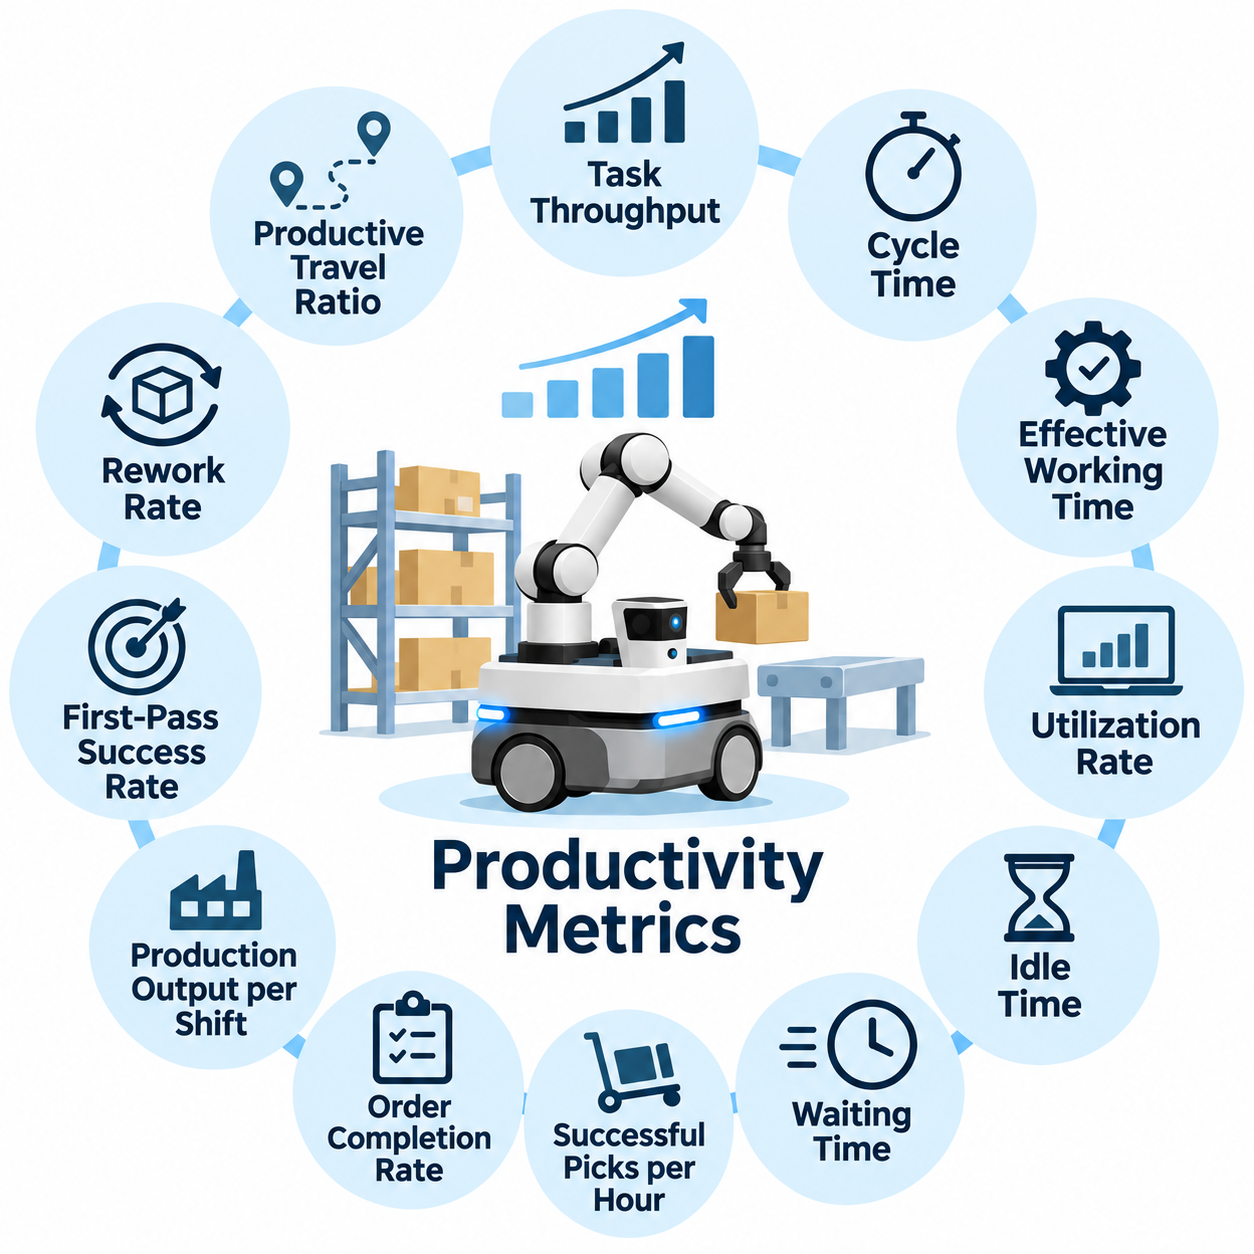 Task
Throughput
Cycle
Time
Effective
Working
Time
Utilization
Rate
Idle
Time
Waiting
Time
Successful
Picks per
Hour
Order
Completion
Rate
Production
Output per
Shift
First-Pass
Success
Rate
Rework
Rate
Productive
Travel
Ratio
Productivity
Metrics